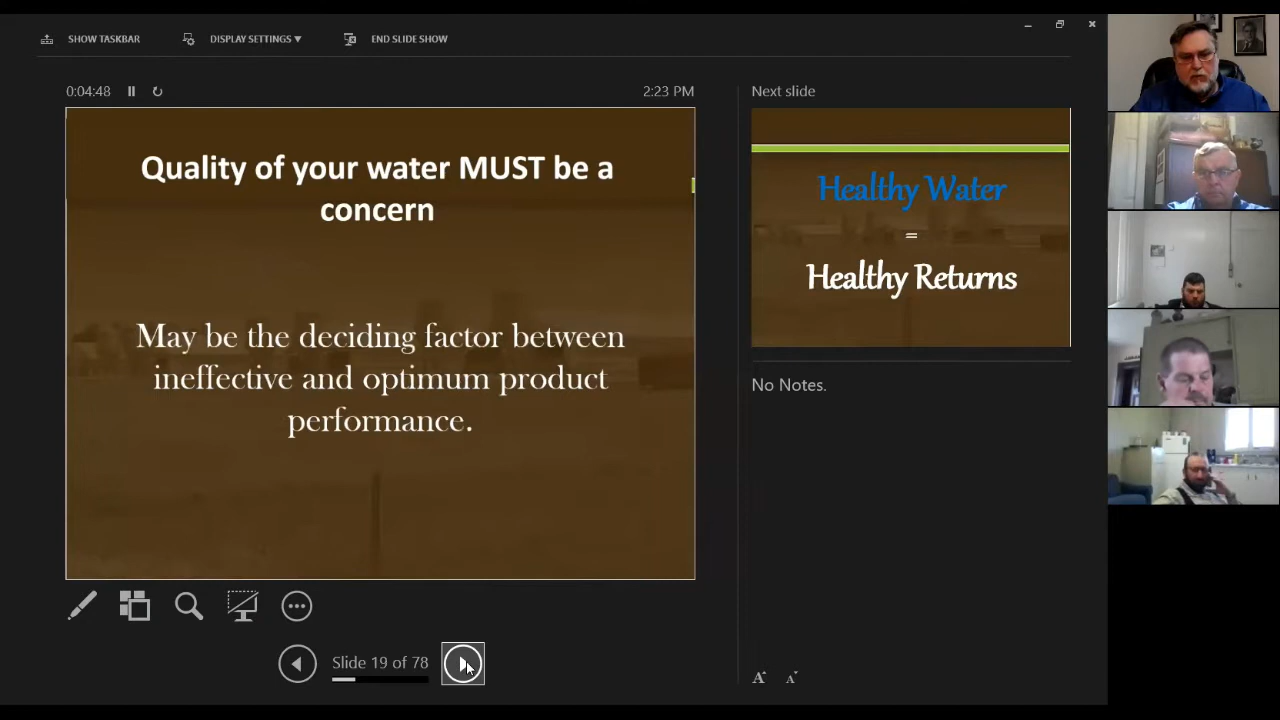 SHOW TASKBAR
DISPLAY SETTINGS ▼
END SLIDE SHOW
0:04:48
2:23 PM
Quality of your water MUST be a
concern
May be the deciding factor between
ineffective and optimum product
performance.
Slide 19 of 78
Next slide
Healthy Water
=
Healthy Returns
No Notes.
A A